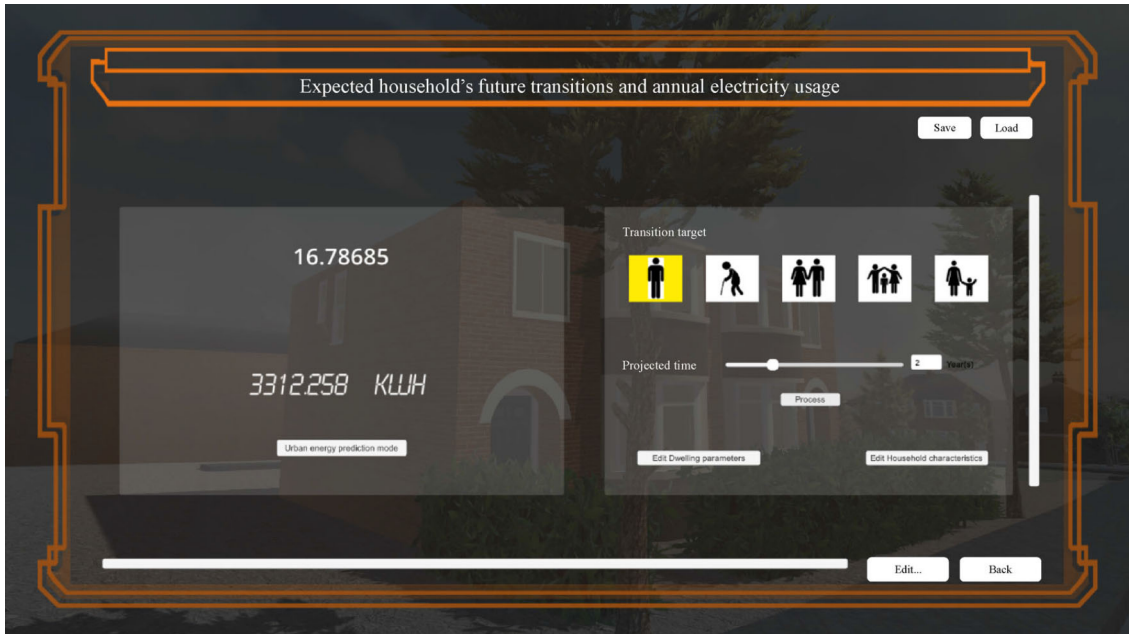 Expected household's future transitions and annual electricity usage
Save
Load
16.78685
3312.258 KWH
Urban energy prediction mode
Transition target
Projected time
2
Year(s)
Process
Edit Dwelling parameters
Edit Household characteristics
Edit...
Back